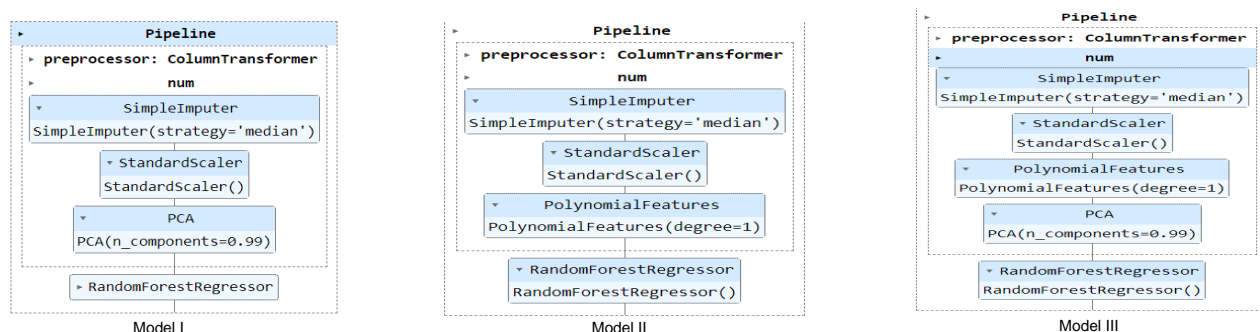 Pipeline
preprocessor: ColumnTransformer
num
SimpleImputer
SimpleImputer(strategy='median')
StandardScaler
StandardScaler()
PCA
PCA(n_components=0.99)
RandomForestRegressor
Model I
Pipeline
preprocessor: ColumnTransformer
num
SimpleImputer
SimpleImputer(strategy='median')
StandardScaler
StandardScaler()
PolynomialFeatures
PolynomialFeatures(degree=1)
RandomForestRegressor
RandomForestRegressor()
Model II
Pipeline
preprocessor: ColumnTransformer
num
SimpleImputer
SimpleImputer(strategy='median')
StandardScaler
StandardScaler()
PolynomialFeatures
PolynomialFeatures(degree=1)
PCA
PCA(n_components=0.99)
RandomForestRegressor
RandomForestRegressor()
Model III